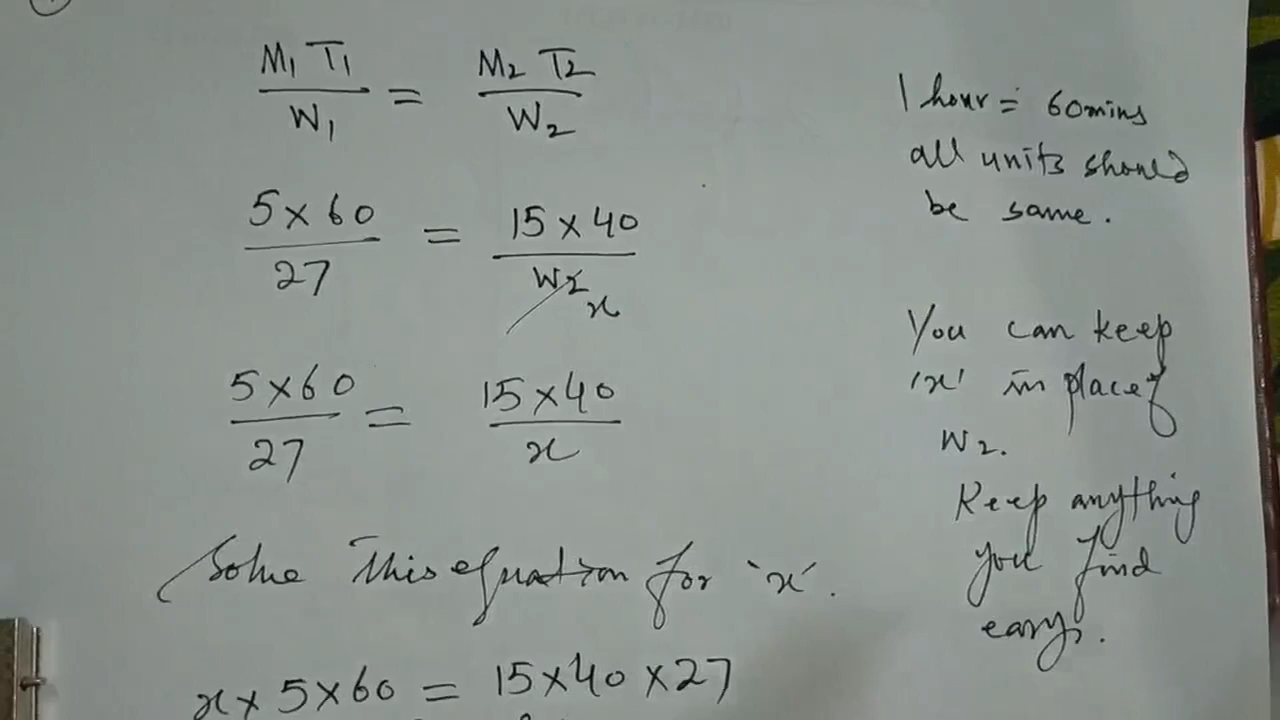 M₁ T₁ / W₁ = M₂ T₂ / W₂
5 × 60 / 27 = 15 × 40 / W₂ x
5 × 60 / 27 = 15 × 40 / x
Solve This equation for 'x'.
x × 5 × 60 = 15 × 40 × 27
1 hour = 60 mins
all units should
be same.
You can keep
'x' in place of
W₂.
Keep anything
you find
easy.